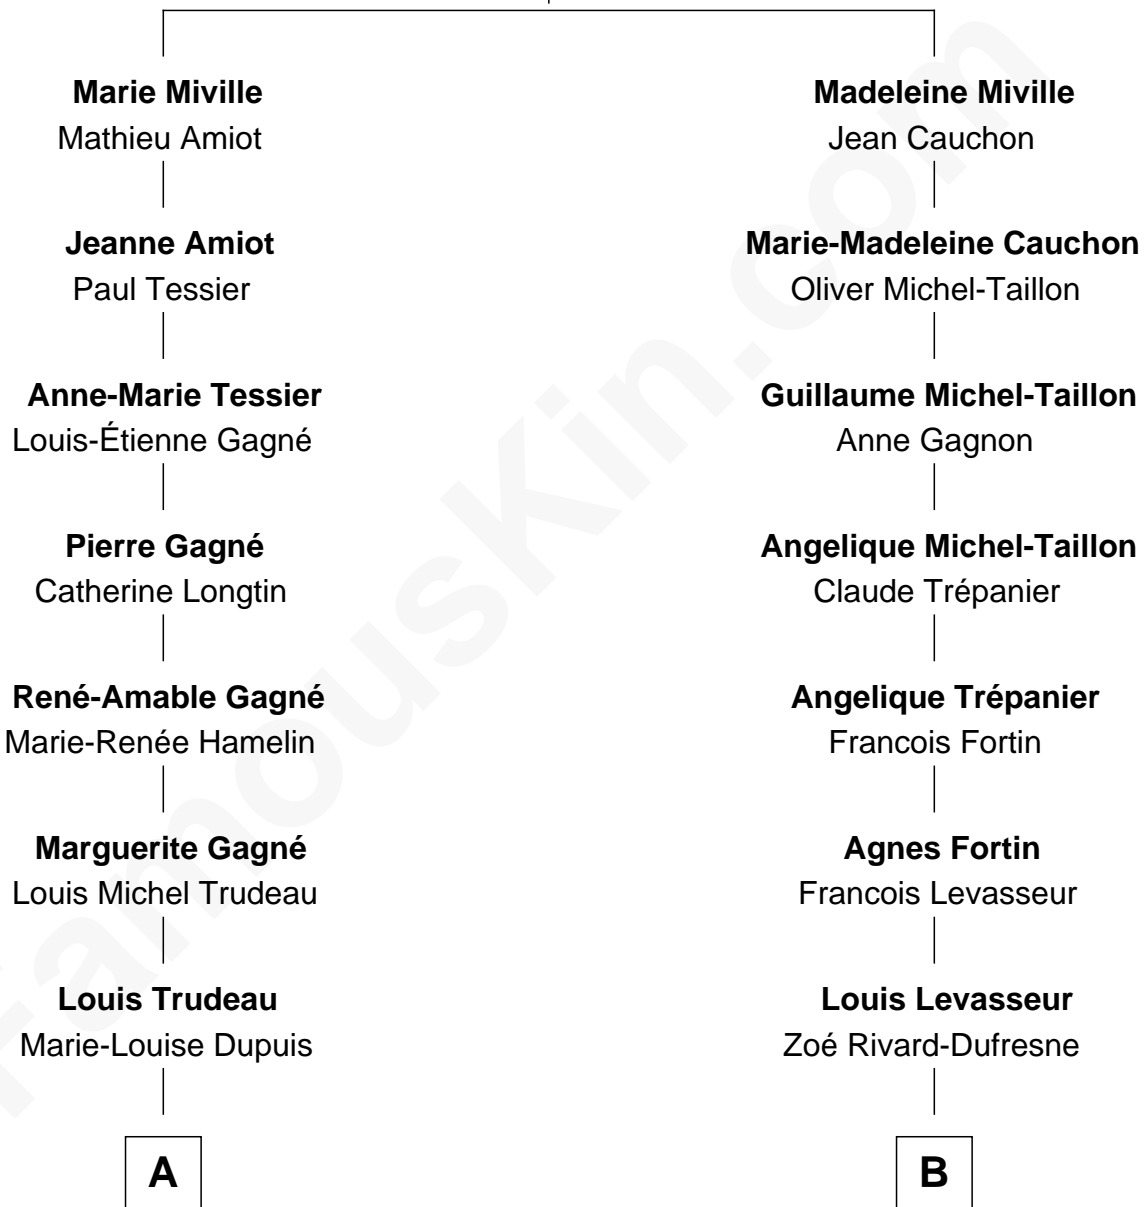 Marie Miville
Mathieu Amiot
Jeanne Amiot
Paul Tessier
Anne-Marie Tessier
Louis-Étienne Gagné
Pierre Gagné
Catherine Longtin
René-Amable Gagné
Marie-Renée Hamelin
Marguerite Gagné
Louis Michel Trudeau
Louis Trudeau
Marie-Louise Dupuis
A
Madeleine Miville
Jean Cauchon
Marie-Madeleine Cauchon
Oliver Michel-Taillon
Guillaume Michel-Taillon
Anne Gagnon
Angelique Michel-Taillon
Claude Trépanier
Angelique Trépanier
Francois Fortin
Agnes Fortin
Francois Levasseur
Louis Levasseur
Zoé Rivard-Dufresne
B
FamousKin.com